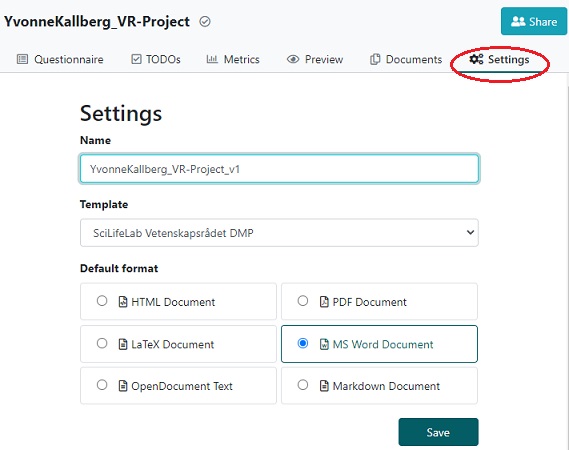 YvonneKallberg_VR-Project
Share
Questionnaire TODOs Metrics Preview Documents Settings
Settings
Name
YvonneKallberg_VR-Project_v1
Template
SciLifeLab Vetenskapsrådet DMP
Default format
HTML Document PDF Document
LaTeX Document MS Word Document
OpenDocument Text Markdown Document
Save